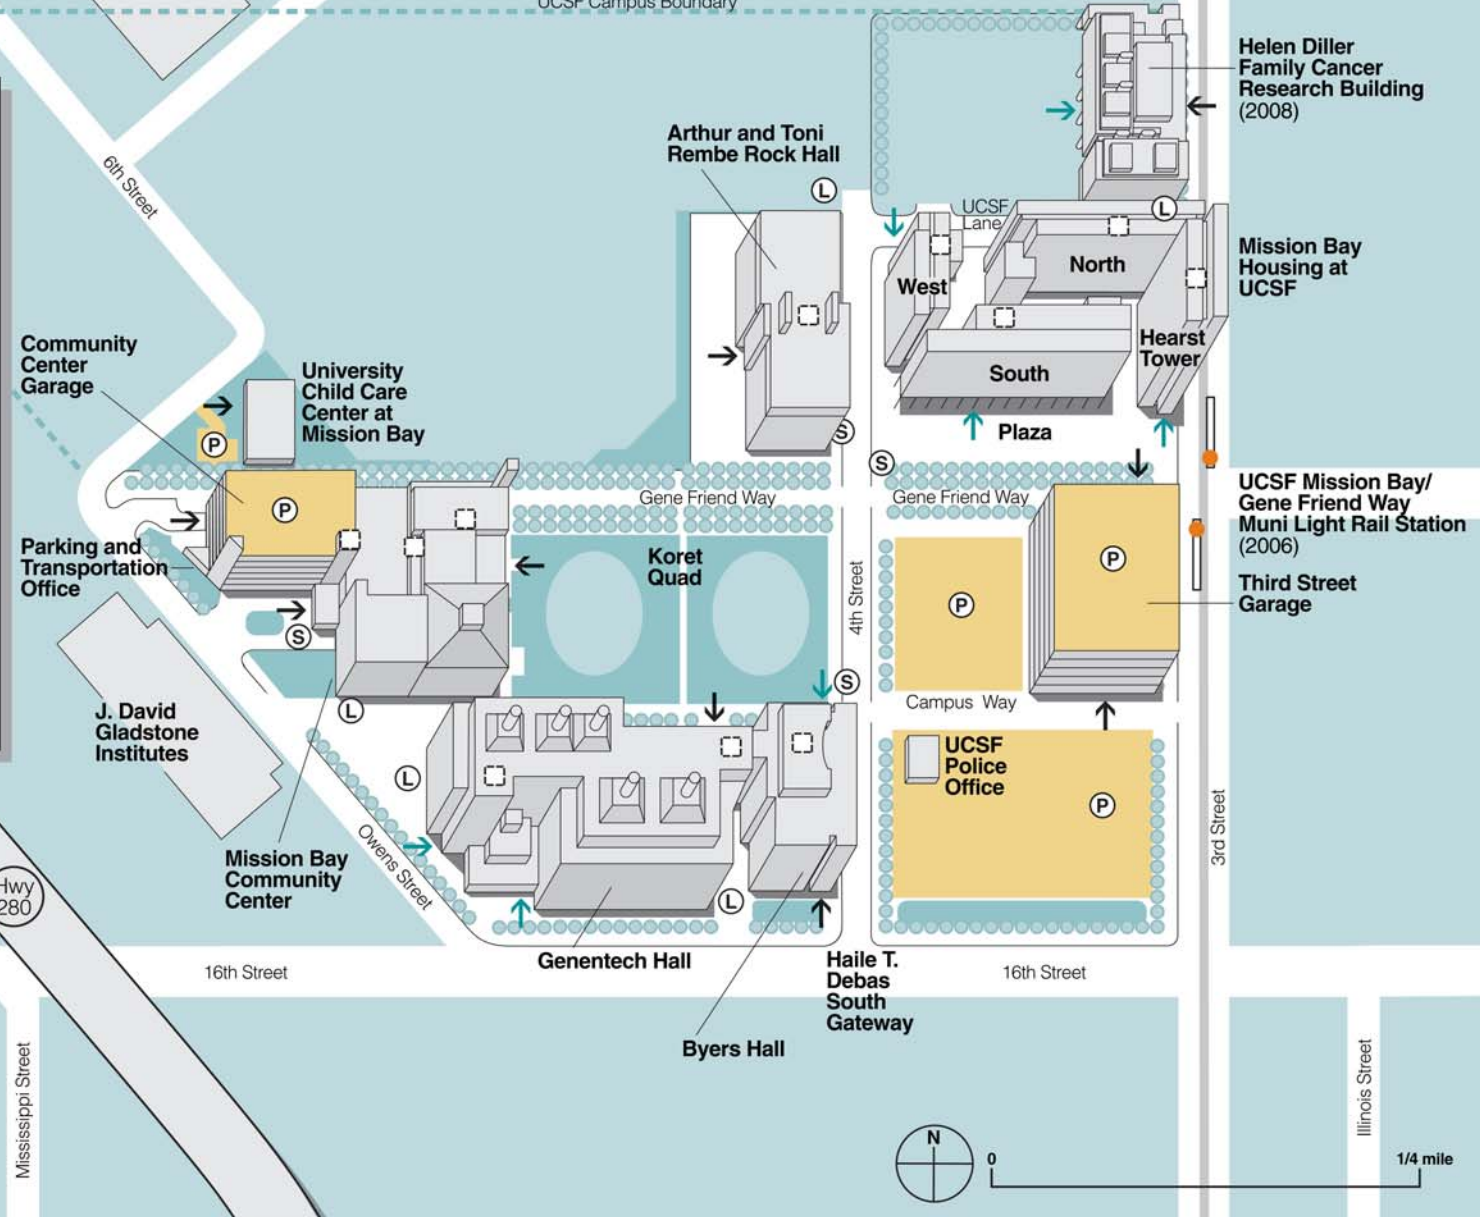 UCSF Campus Boundary
Helen Diller
Family Cancer
Research Building
(2008)
Arthur and Toni
Rembe Rock Hall
6th Street
L
UCSF
Lane
L
North
West
Mission Bay
Housing at
UCSF
Hearst
Tower
South
Community
Center
Garage
University
Child Care
Center at
Mission Bay
P
S
Plaza
S
Gene Friend Way
Gene Friend Way
UCSF Mission Bay/
Gene Friend Way
Muni Light Rail Station
(2006)
P
Parking and
Transportation
Office
Koret
Quad
4th Street
P
P
Third Street
Garage
S
S
Campus Way
L
J. David
Gladstone
Institutes
UCSF
Police
Office
L
P
3rd Street
Mission Bay
Community
Center
Owens Street
Hwy
280
L
Genentech Hall
Haile T.
Debas
South
Gateway
16th Street
16th Street
Byers Hall
Mississippi Street
Illinois Street
N
0
1/4 mile